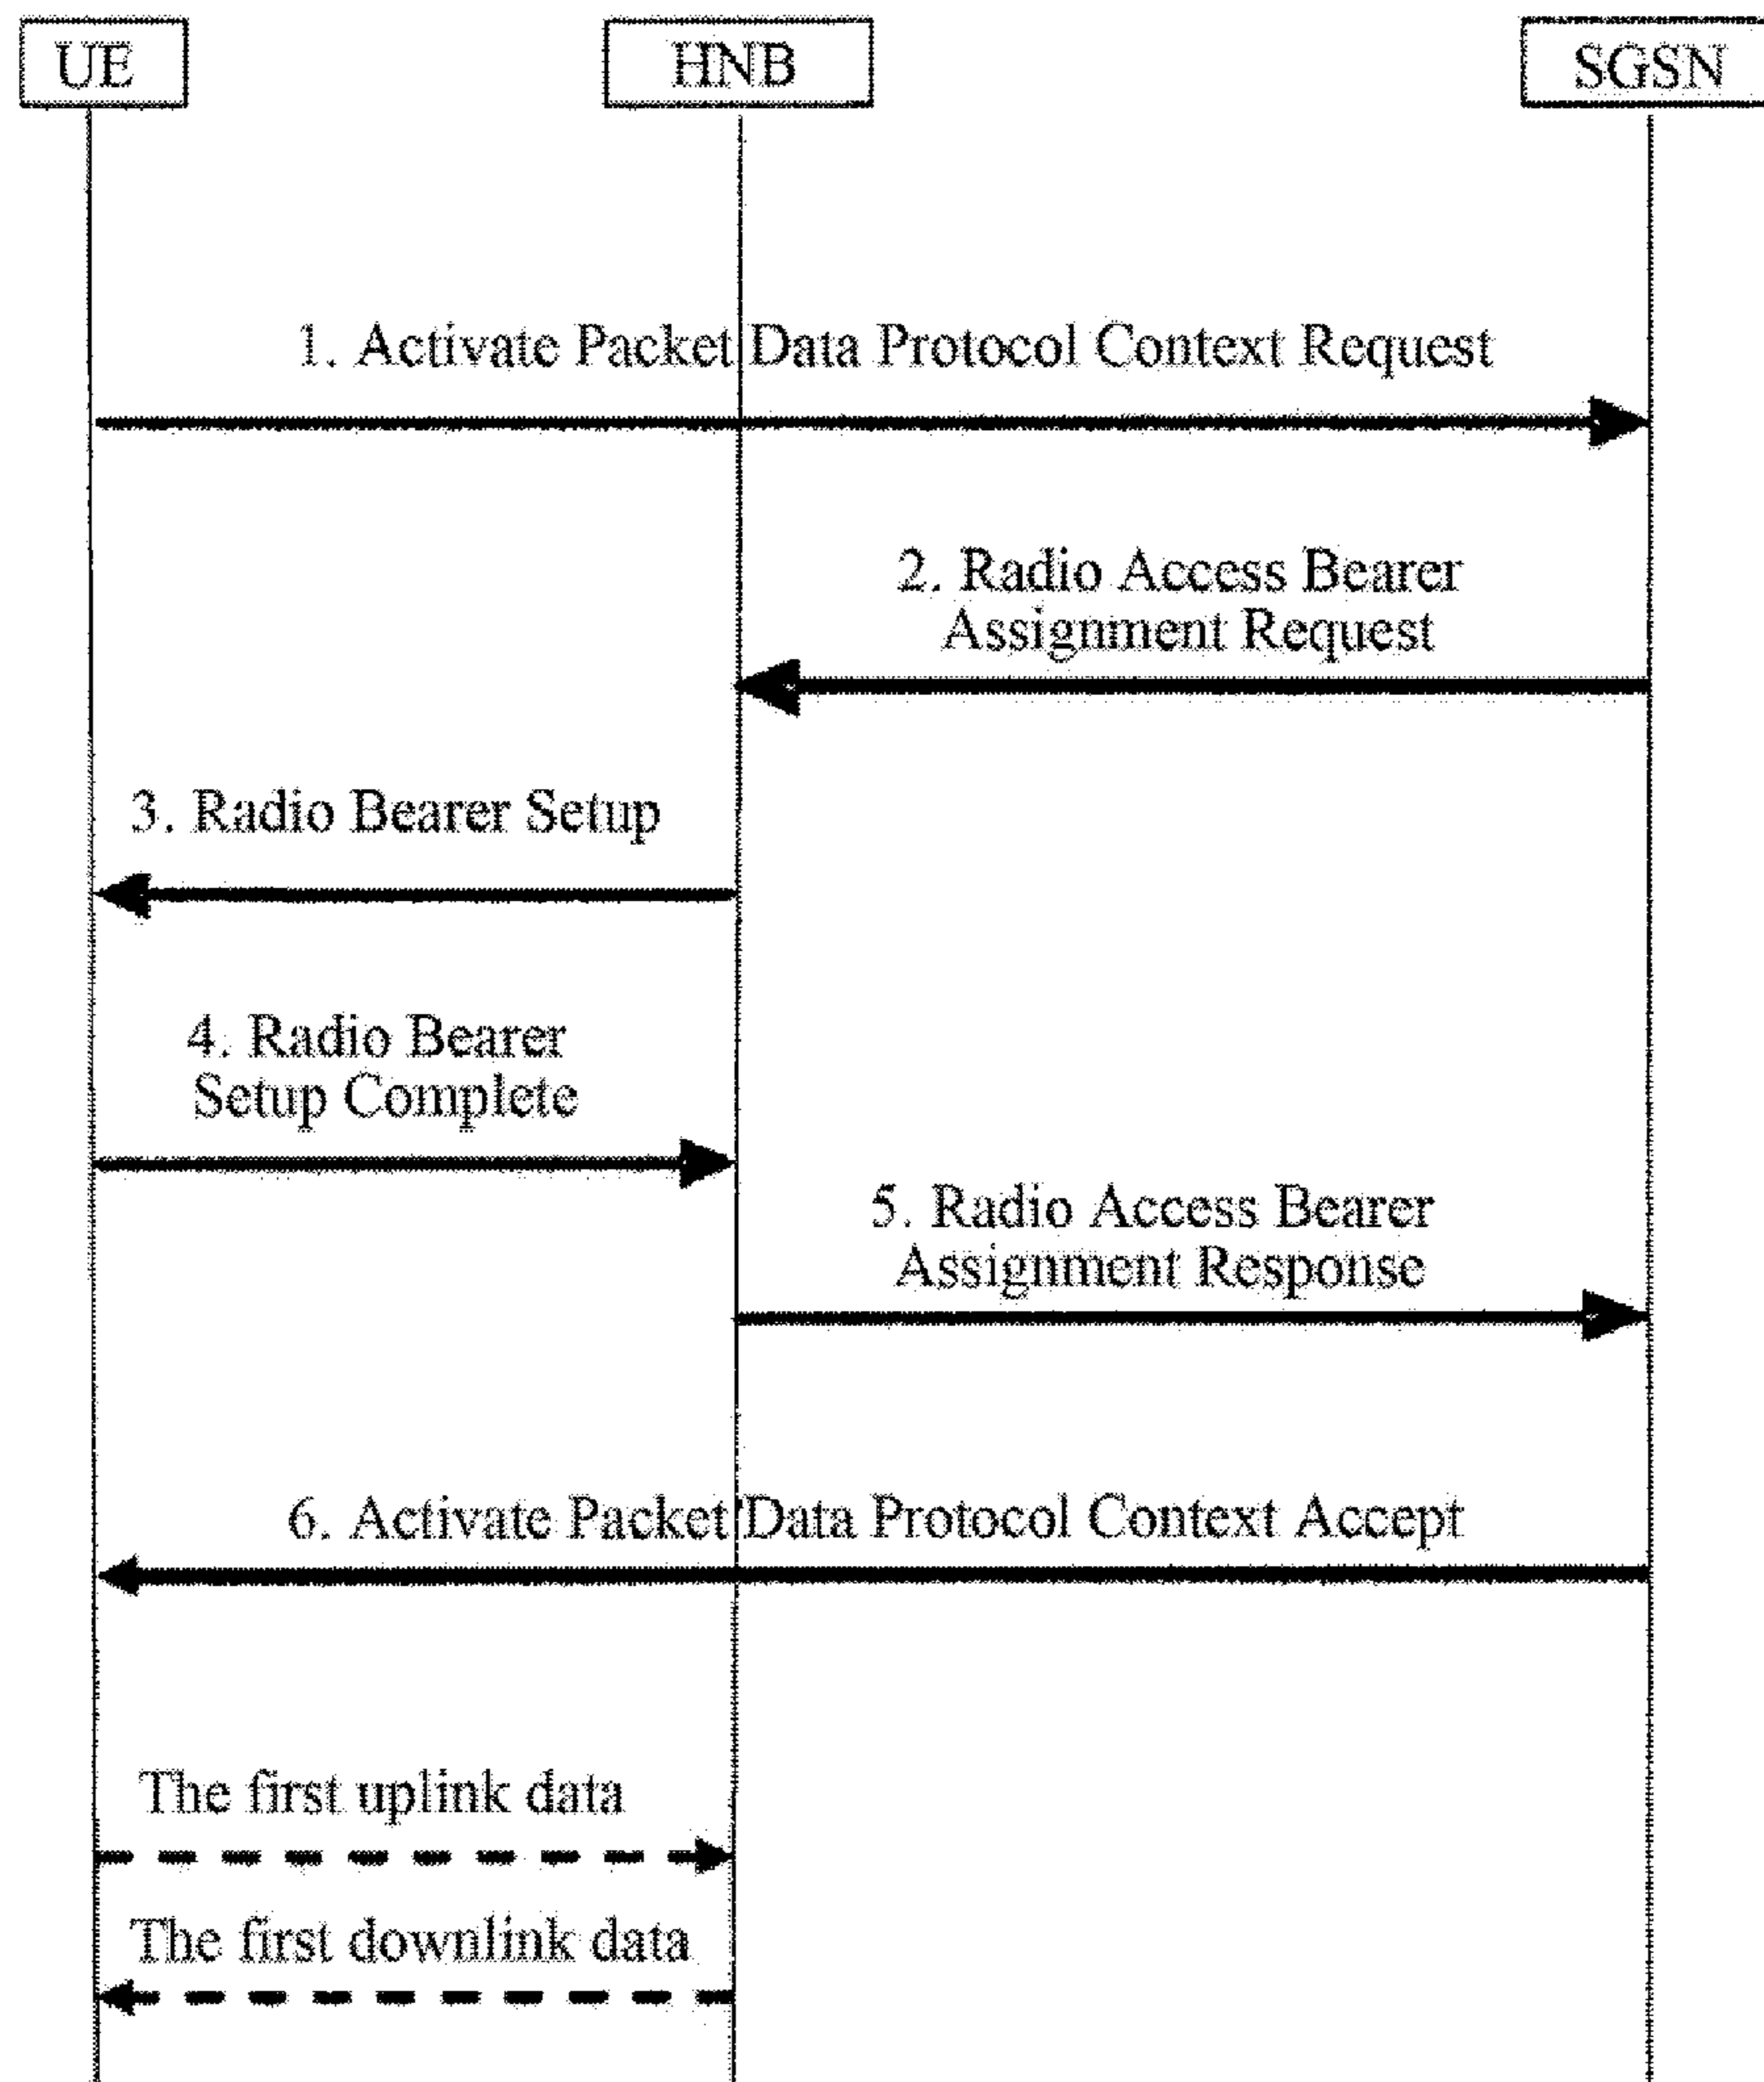 UE
HNB
SGSN
1. Activate Packet Data Protocol Context Request
2. Radio Access Bearer
Assignment Request
3. Radio Bearer Setup
4. Radio Bearer
Setup Complete
5. Radio Access Bearer
Assignment Response
6. Activate Packet Data Protocol Context Accept
The first uplink data
The first downlink data